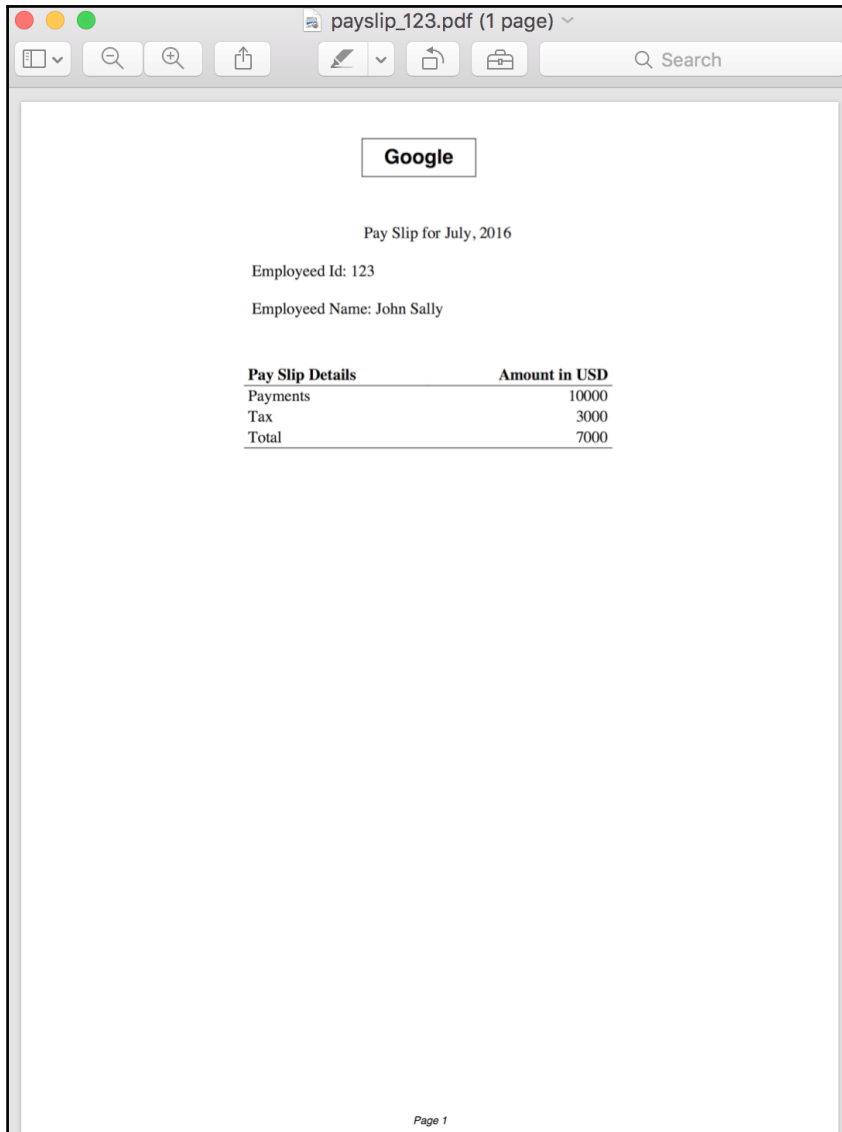 payslip_123.pdf (1 page)
Search
Google
Pay Slip for July, 2016
Employeed Id: 123
Employeed Name: John Sally
Pay Slip Details Amount in USD
Payments 10000
Tax 3000
Total 7000
Page 1